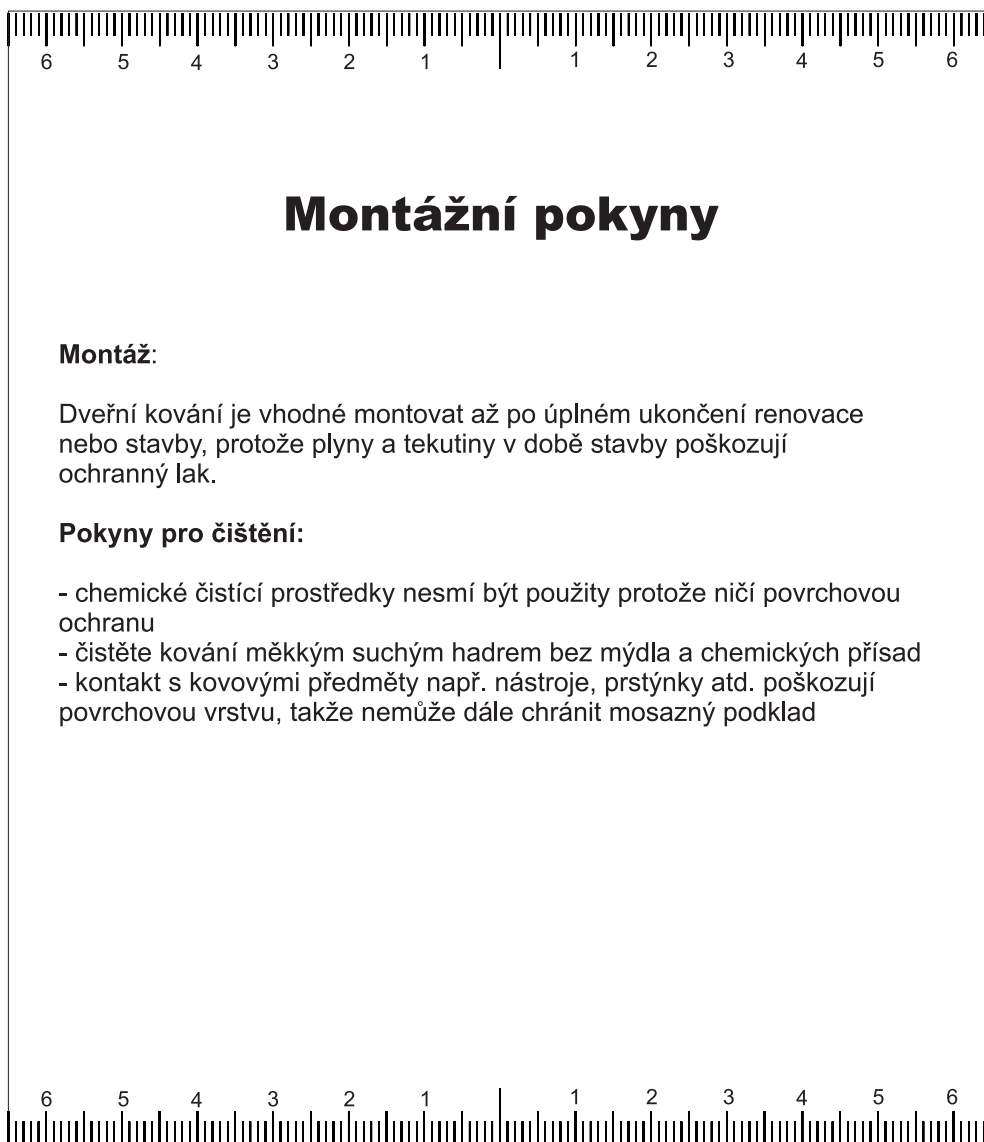 6 5 4 3 2 1 1 2 3 4 5 6
Montážní pokyny
Montáž:
Dveřní kování je vhodné montovat až po úplném ukončení renovace
nebo stavby, protože plyny a tekutiny v době stavby poškozují
ochranný lak.
Pokyny pro čištění:
- chemické čistící prostředky nesmí být použity protože ničí povrchovou
ochranu
- čistěte kování měkkým suchým hadrem bez mýdla a chemických přísad
- kontakt s kovovými předměty např. nástroje, prstýnky atd. poškozují
povrchovou vrstvu, takže nemůže dále chránit mosazný podklad
6 5 4 3 2 1 1 2 3 4 5 6